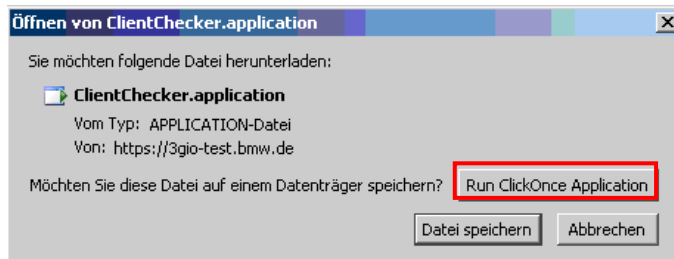 Öffnen von ClientChecker.application
Sie möchten folgende Datei herunterladen:
ClientChecker.application
Vom Typ: APPLICATION-Datei
Von: https://3gio-test.bmw.de
Möchten Sie diese Datei auf einem Datenträger speichern? Run ClickOnce Application
Datei speichern Abbrechen